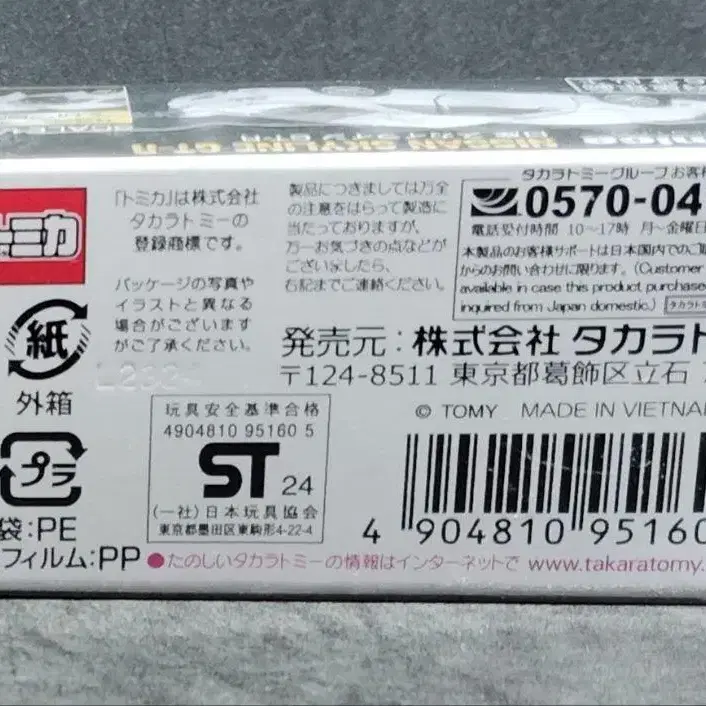 NISSAN SKYLINE GT-R
トミカ
「トミカ」は株式会社
タカラトミーの
登録商標です。
パッケージの写真や
イラストと異なる
場合がございます
がご了承ください。
製品につきましては万全
の注意をはらって製造に
当たっておりますが、
万一お気づきの点などが
ございましたら、
右記までご連絡ください。
タカラトミーグループお客
0570-04
電話受付時間 10～17時 月～金曜日
本製品のお客様サポートは日本国内でのご
からのお問い合わせに限ります。(Customer
available in case this product purchased
inquired from Japan domestic.)
紙
外箱
プラ
袋:PE
フィルム:PP
発売元:株式会社 タカラト
〒124-8511 東京都葛飾区立石
© TOMY MADE IN VIETNA
玩具安全基準合格
4904810 95160 5
ST 24
(一社)日本玩具協会
東京都墨田区東駒形4-22-4
4 904810 95160
●たのしいタカラトミーの情報はインターネットで www.takaratomy.